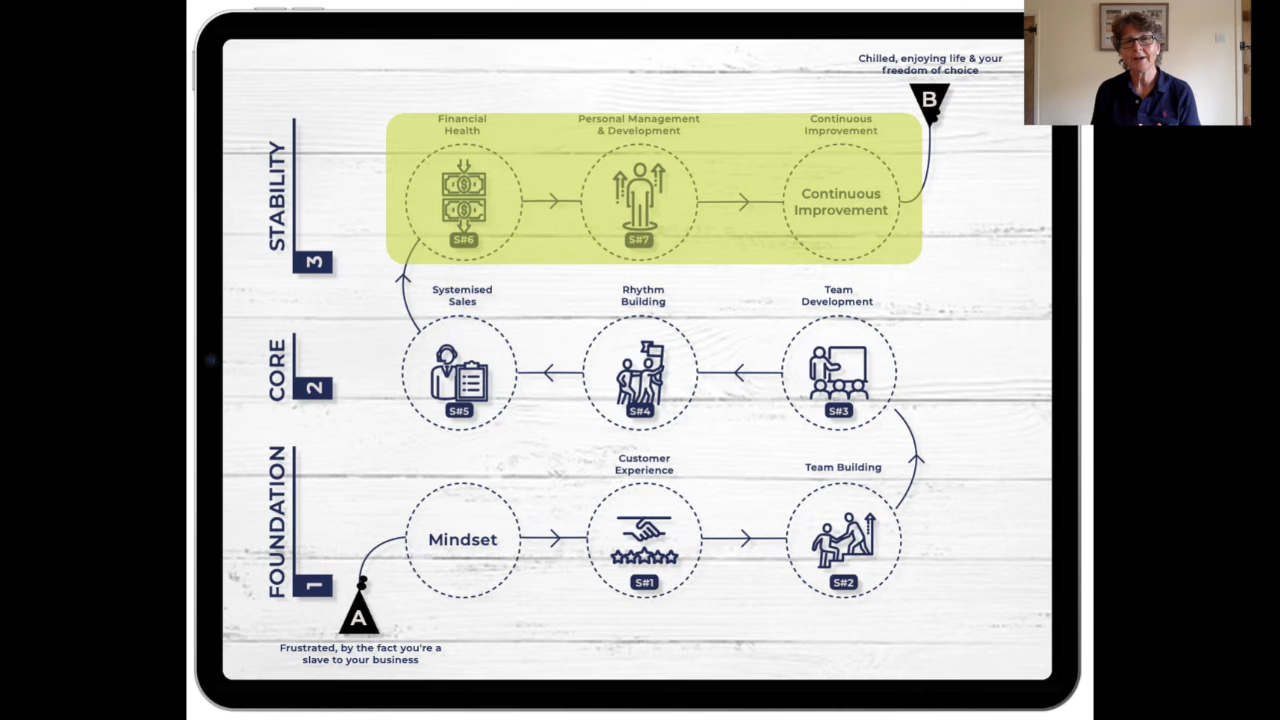 Chilled, enjoying life & your
freedom of choice
B
STABILITY
3
Financial
Health
Personal Management
& Development
Continuous
Improvement
Continuous
Improvement
S#6
S#7
CORE
2
Systemised
Sales
Rhythm
Building
Team
Development
S#5
S#4
S#3
FOUNDATION
1
Customer
Experience
Team Building
Mindset
S#1
S#2
A
Frustrated, by the fact you're a
slave to your business